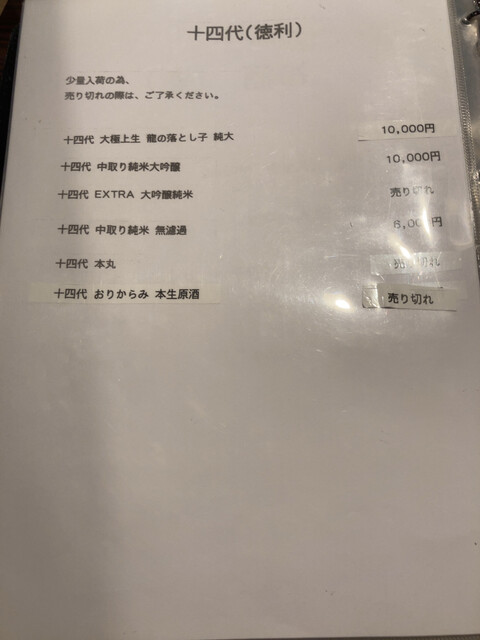 十四代(徳利)
少量入荷の為、
売り切れの際は、ご了承ください。
十四代 大極上生 龍の落とし子 純大 10,000円
十四代 中取り純米大吟醸 10,000円
十四代 EXTRA 大吟醸純米 売り切れ
十四代 中取り純米 無濾過 円
十四代 本丸 売り切れ
十四代 おりからみ 本生原酒 売り切れ